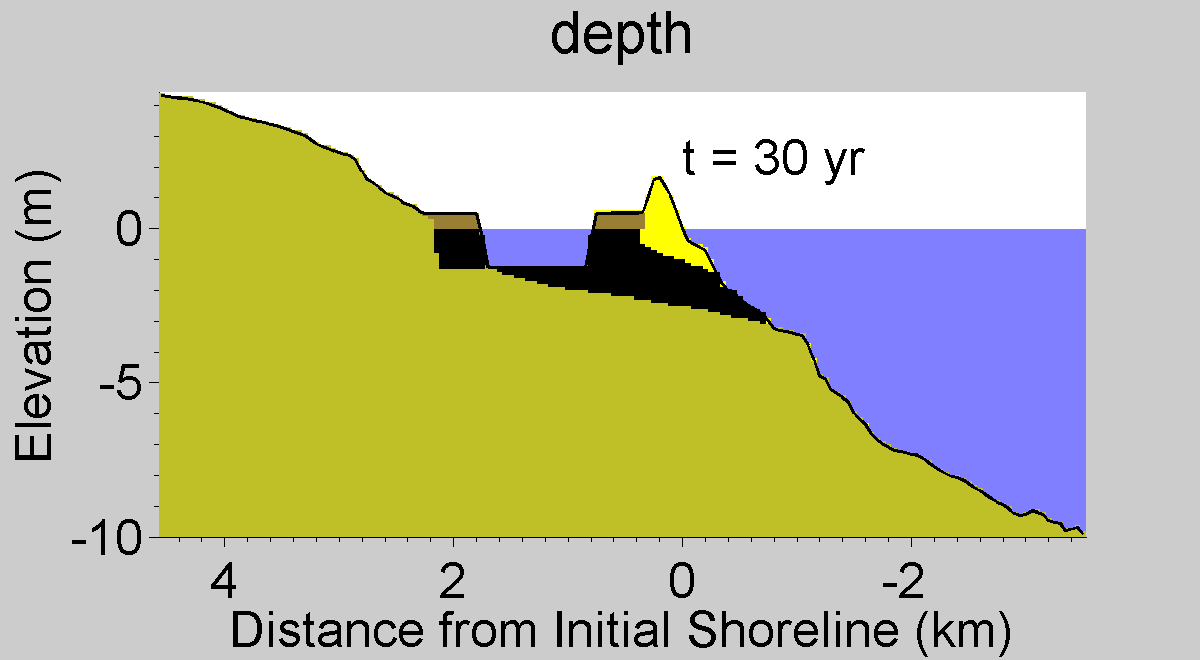 depth
t = 30 yr
Elevation (m)
0
-5
-10
4 2 0 -2
Distance from Initial Shoreline (km)